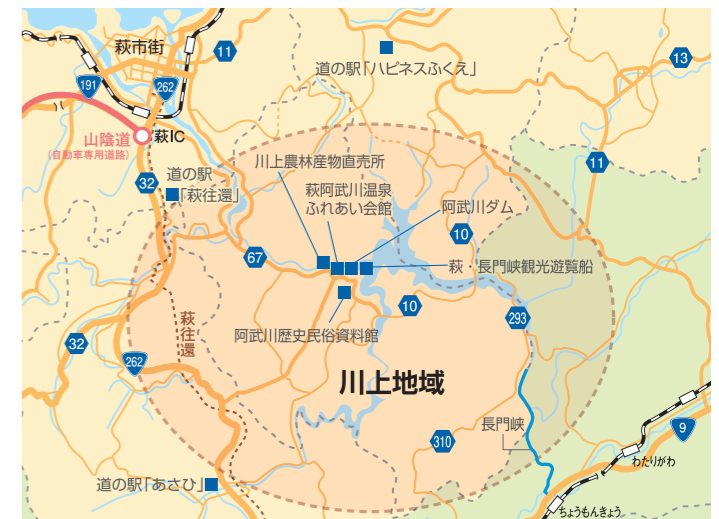 萩市街
11
道の駅「ハピネスふくえ」
13
191
262
山陰道
(自動車専用道路)
萩IC
32
道の駅
「萩往還」
川上農林産物直売所
萩阿武川温泉
ふれあい会館
阿武川ダム
11
10
67
萩・長門峡観光遊覧船
10
293
阿武川歴史民俗資料館
萩往還
32
262
川上地域
310
長門峡
9
わたりがわ
道の駅「あさひ」
ちょうもんきょう